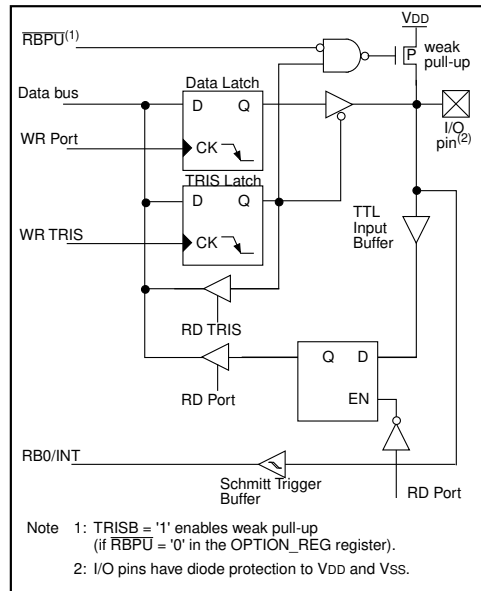 RBPU(1)
VDD
P
weak
pull-up
Data Latch
Data bus
D
Q
WR Port
CK
I/O
pin(2)
TRIS Latch
D
Q
TTL
Input
Buffer
WR TRIS
CK
RD TRIS
Q
D
EN
RD Port
RB0/INT
Schmitt Trigger
Buffer
RD Port
Note 1: TRISB = '1' enables weak pull-up
(if RBPU = '0' in the OPTION_REG register).
2: I/O pins have diode protection to VDD and VSS.